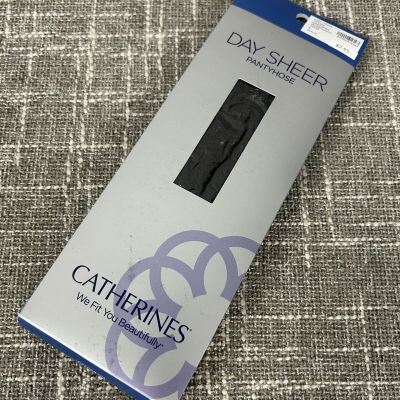 DAY SHEER
PANTYHOSE
CATHERINES
We Fit You Beautifully